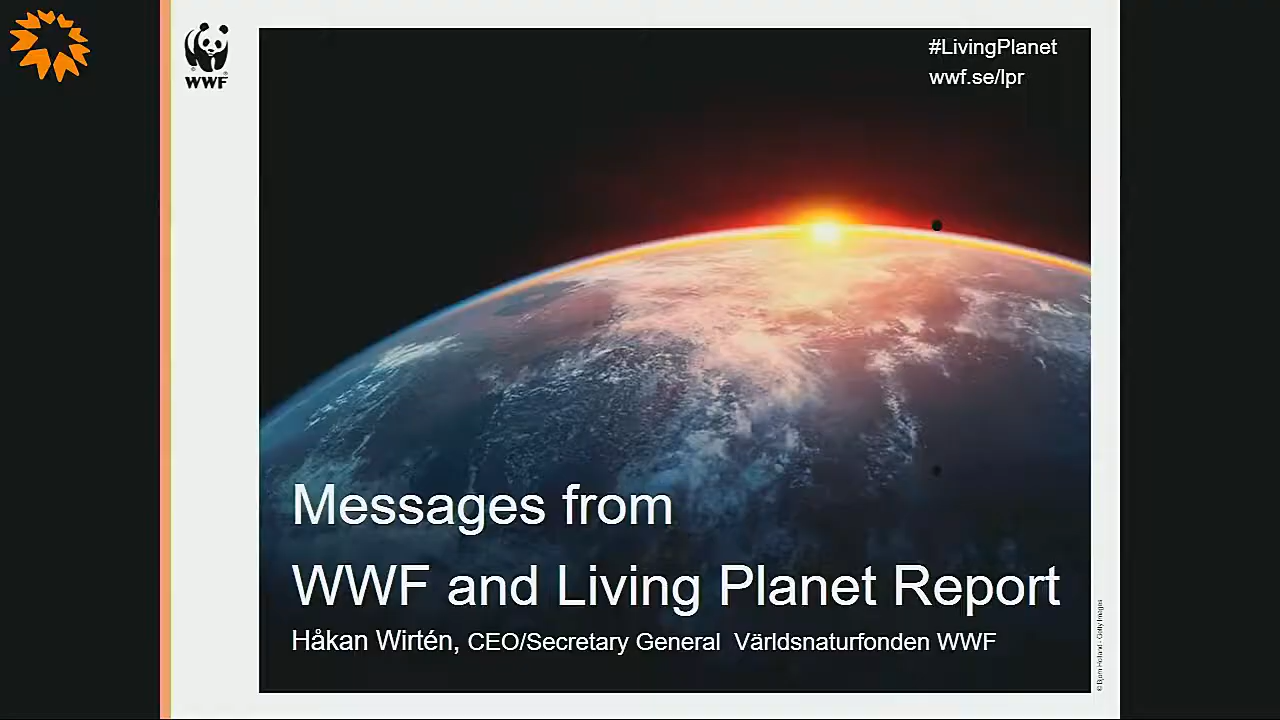 WWF
#LivingPlanet
wwf.se/lpr
Messages from
WWF and Living Planet Report
Håkan Wirtén, CEO/Secretary General Världsnaturfonden WWF